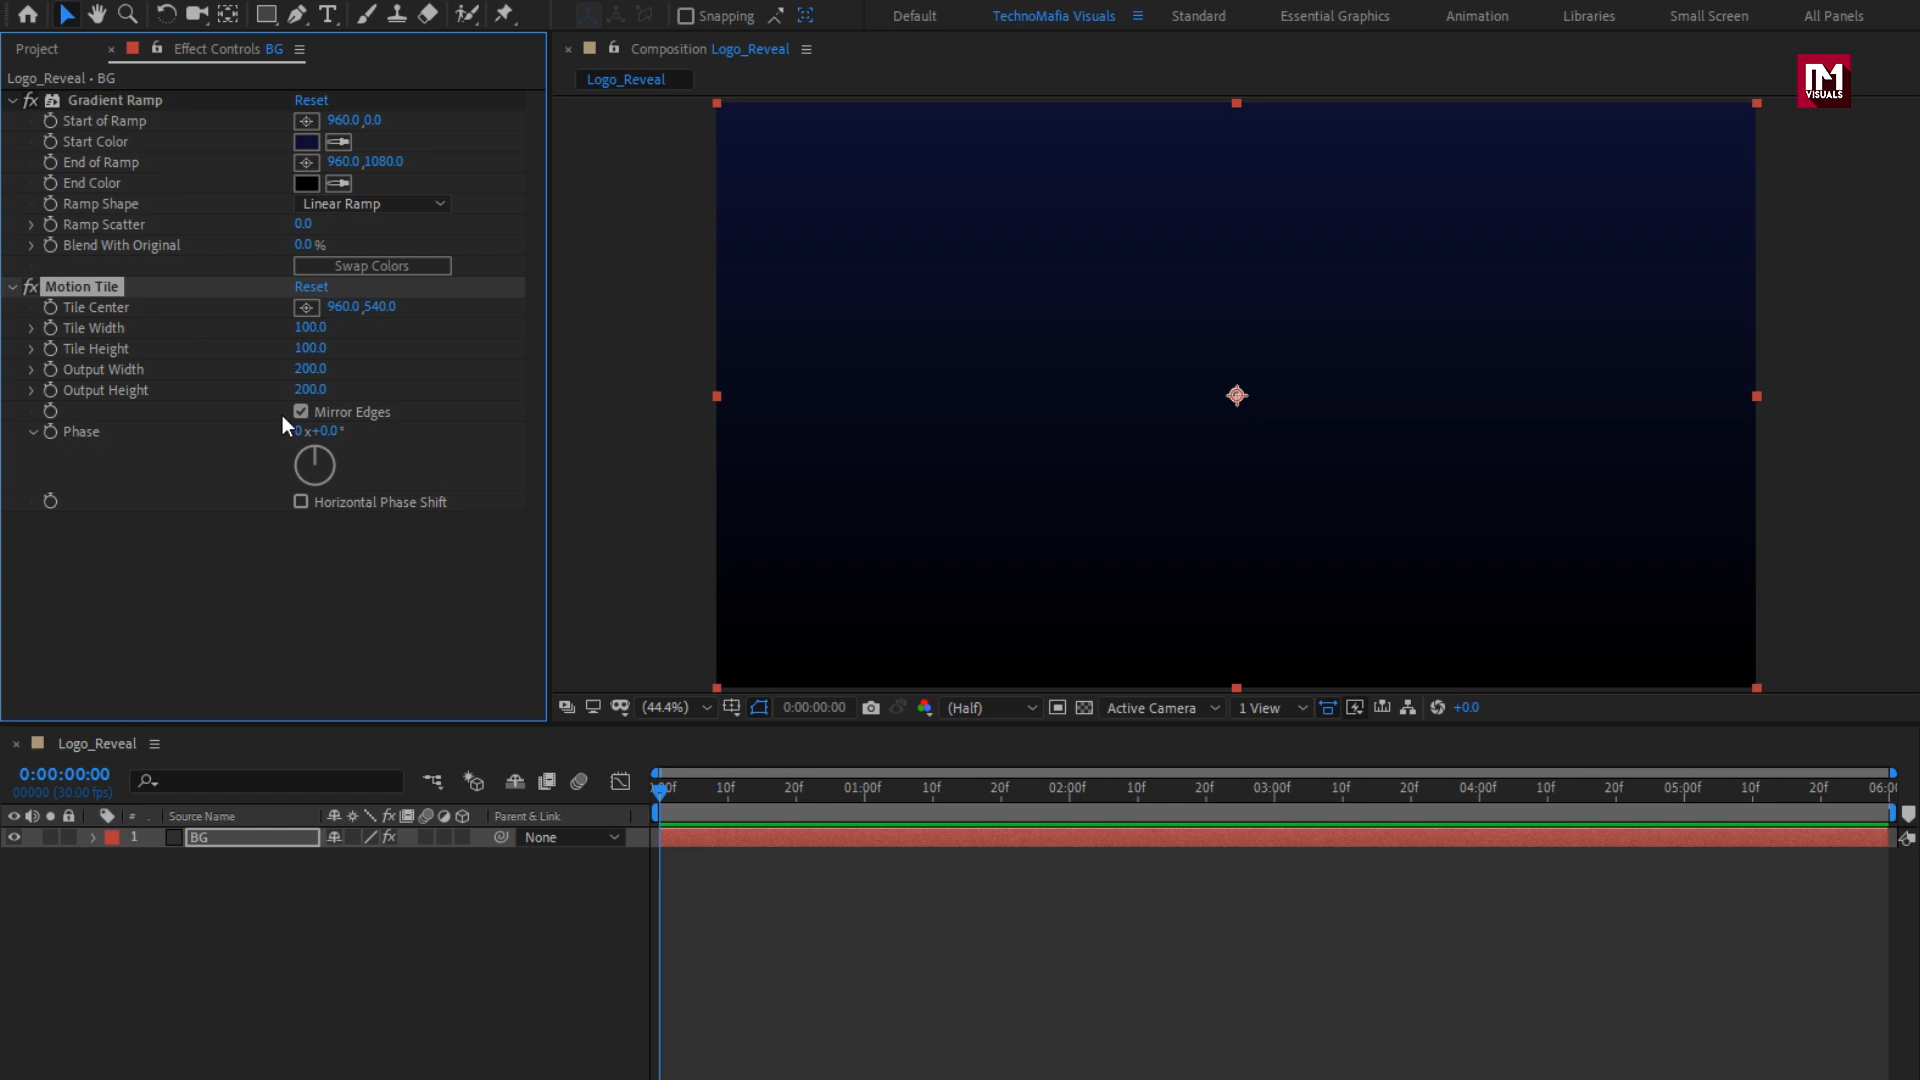 Snapping
Default
TechnoMafia Visuals
Standard
Essential Graphics
Animation
Libraries
Small Screen
All Panels
Project
Effect Controls BG
Composition Logo_Reveal
Logo_Reveal • BG
Logo_Reveal
VISUALS
fx Gradient Ramp Reset
Start of Ramp 960.0,0.0
Start Color
End of Ramp 960.0,1080.0
End Color
Ramp Shape Linear Ramp
Ramp Scatter 0.0
Blend With Original 0.0 %
Swap Colors
fx Motion Tile Reset
Tile Center 960.0,540.0
Tile Width 100.0
Tile Height 100.0
Output Width 200.0
Output Height 200.0
Mirror Edges
Phase 0 x+0.0 °
Horizontal Phase Shift
(44.4%) 0:00:00:00 (Half) Active Camera 1 View +0.0
Logo_Reveal
0:00:00:00
00000 (30.00 fps)
10f 20f 01:00f 10f 20f 02:00f 10f 20f 03:00f 10f 20f 04:00f 10f 20f 05:00f 10f 20f
# Source Name fx Parent & Link
1 BG fx None